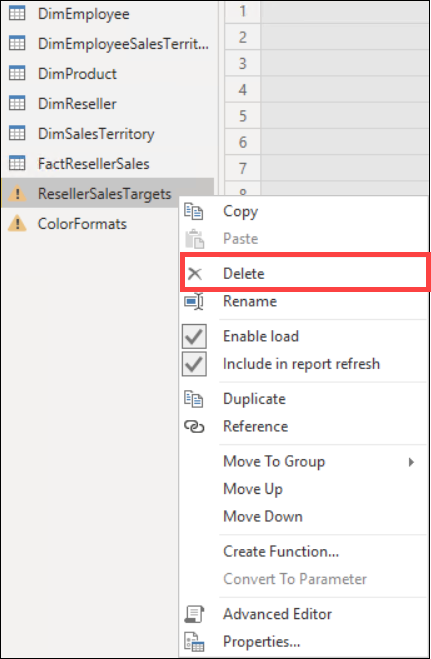 DimEmployee
DimEmployeeSalesTerrit...
DimProduct
DimReseller
DimSalesTerritory
FactResellerSales
ResellerSalesTargets
ColorFormats
1
2
3
4
5
6
7
8
Copy
Paste
Delete
Rename
Enable load
Include in report refresh
Duplicate
Reference
Move To Group
Move Up
Move Down
Create Function...
Convert To Parameter
Advanced Editor
Properties...